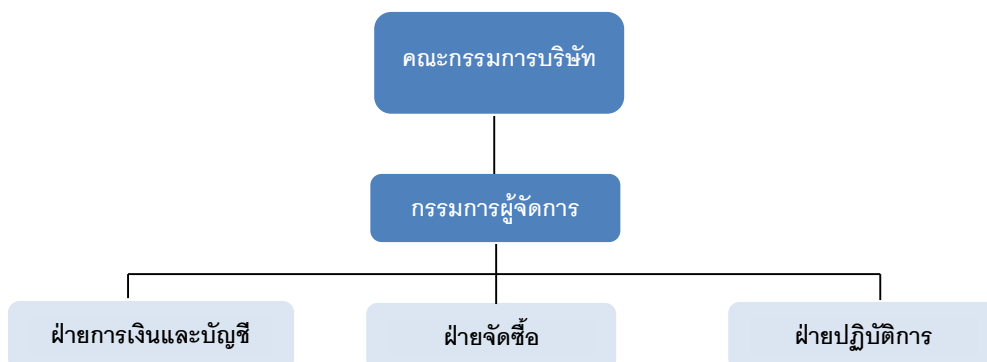 คณะกรรมการบริษัท
กรรมการผู้จัดการ
ฝ่ายการเงินและบัญชี
ฝ่ายจัดซื้อ
ฝ่ายปฏิบัติการ